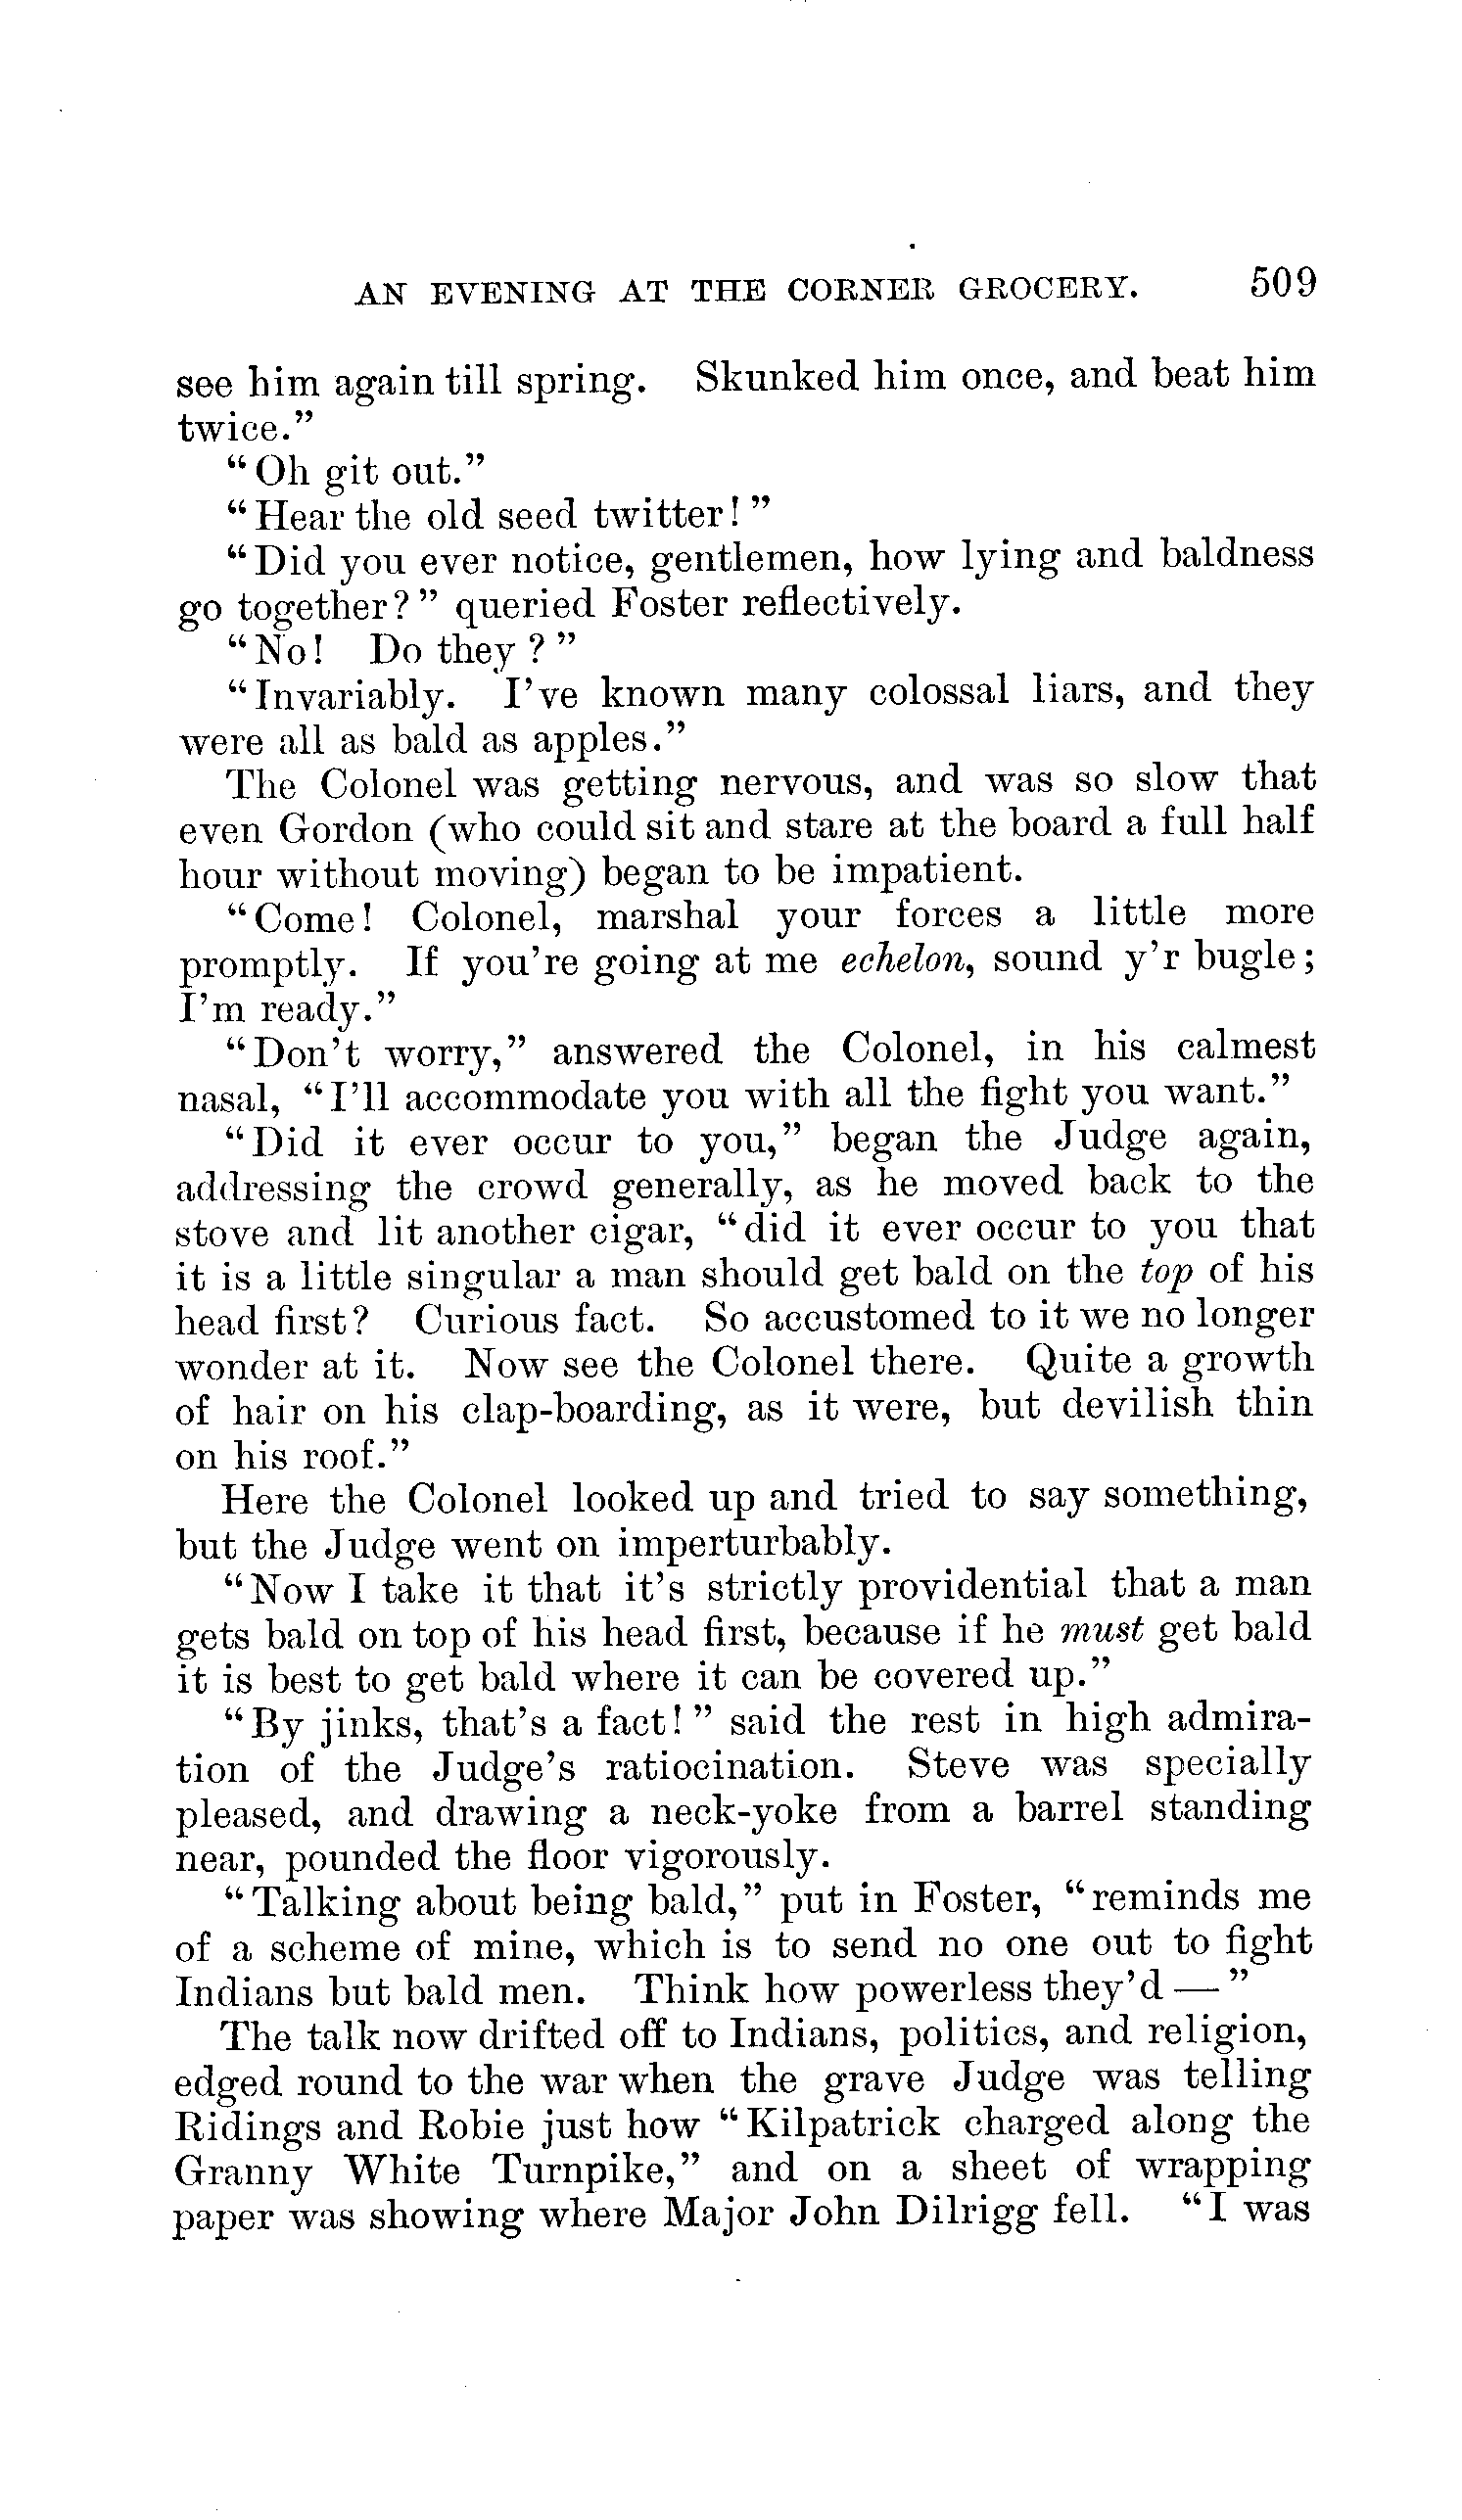 AN EVENING AT THE CORNER GROCERY. 509
see him again till spring. Skunked him once, and beat him
twice."
"Oh git out."
"Hear the old seed twitter!"
"Did you ever notice, gentlemen, how lying and baldness
go together?" queried Foster reflectively.
"No! Do they?"
"Invariably. I've known many colossal liars, and they
were all as bald as apples."
The Colonel was getting nervous, and was so slow that
even Gordon (who could sit and stare at the board a full half
hour without moving) began to be impatient.
"Come! Colonel, marshal your forces a little more
promptly. If you're going at me echelon, sound y'r bugle;
I'm ready."
"Don't worry," answered the Colonel, in his calmest
nasal, "I'll accommodate you with all the fight you want."
"Did it ever occur to you," began the Judge again,
addressing the crowd generally, as he moved back to the
stove and lit another cigar, "did it ever occur to you that
it is a little singular a man should get bald on the top of his
head first? Curious fact. So accustomed to it we no longer
wonder at it. Now see the Colonel there. Quite a growth
of hair on his clap-boarding, as it were, but devilish thin
on his roof."
Here the Colonel looked up and tried to say something,
but the Judge went on imperturbably.
"Now I take it that it's strictly providential that a man
gets bald on top of his head first, because if he must get bald
it is best to get bald where it can be covered up."
"By jinks, that's a fact!" said the rest in high admira-
tion of the Judge's ratiocination. Steve was specially
pleased, and drawing a neck-yoke from a barrel standing
near, pounded the floor vigorously.
"Talking about being bald," put in Foster, "reminds me
of a scheme of mine, which is to send no one out to fight
Indians but bald men. Think how powerless they'd —"
The talk now drifted off to Indians, politics, and religion,
edged round to the war when the grave Judge was telling
Ridings and Robie just how "Kilpatrick charged along the
Granny White Turnpike," and on a sheet of wrapping
paper was showing where Major John Dilrigg fell. "I was